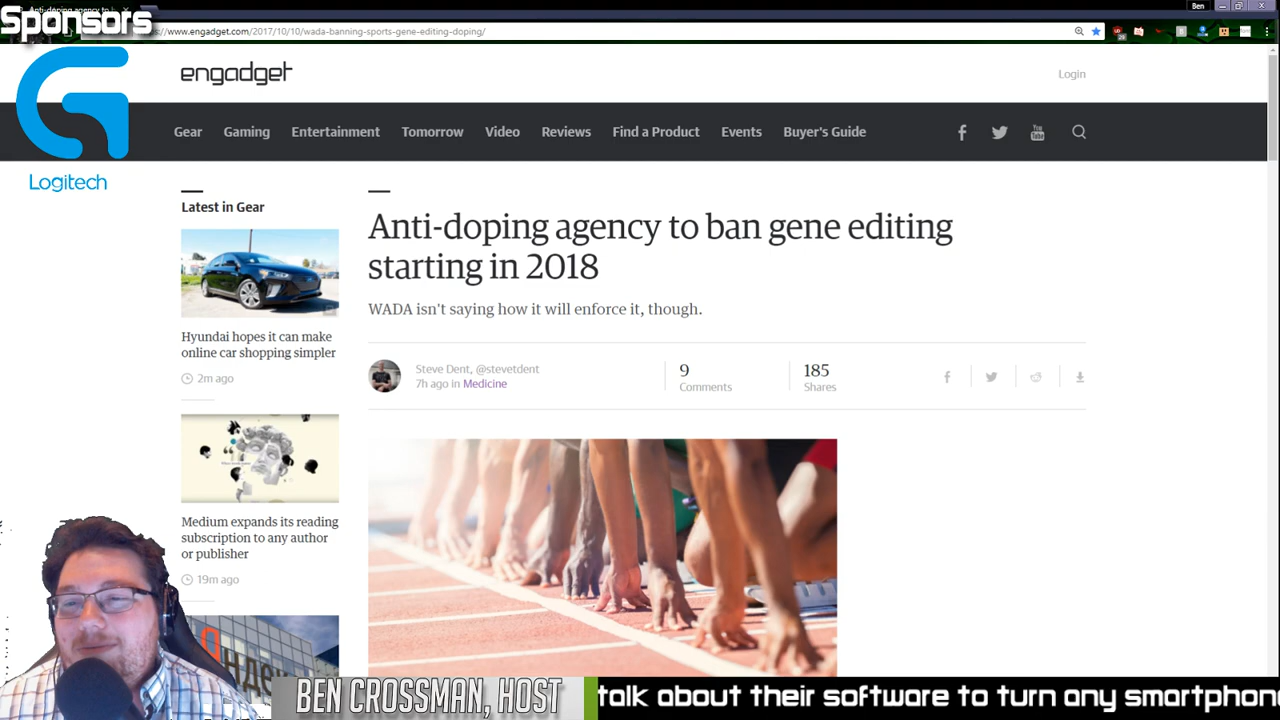 Sponsors
Ben
www.engadget.com/2017/10/10/wada-banning-sports-gene-editing-doping/
engadget
Login
Gear Gaming Entertainment Tomorrow Video Reviews Find a Product Events Buyer's Guide
Logitech
Latest in Gear
Hyundai hopes it can make
online car shopping simpler
2m ago
Medium expands its reading
subscription to any author
or publisher
19m ago
Anti-doping agency to ban gene editing
starting in 2018
WADA isn't saying how it will enforce it, though.
Steve Dent, @stevetdent
7h ago in Medicine
9
Comments
185
Shares
BEN CROSSMAN, HOST
talk about their software to turn any smartphon